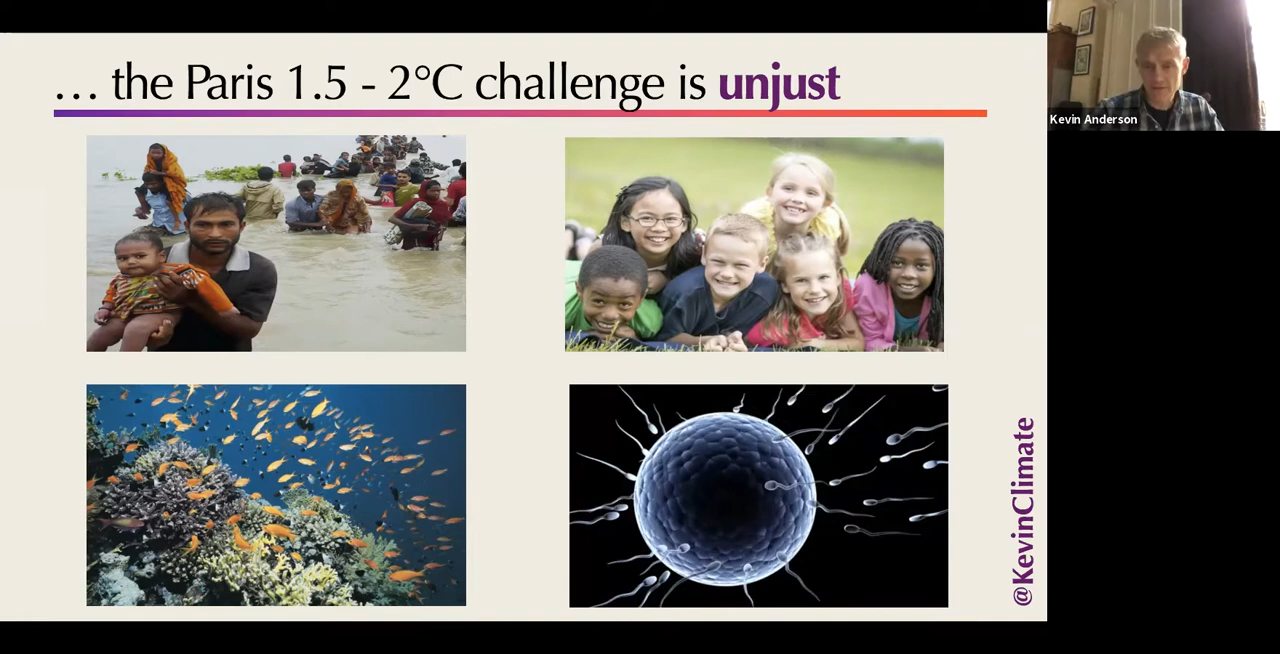 … the Paris 1.5 - 2°C challenge is unjust
Kevin Anderson
@KevinClimate